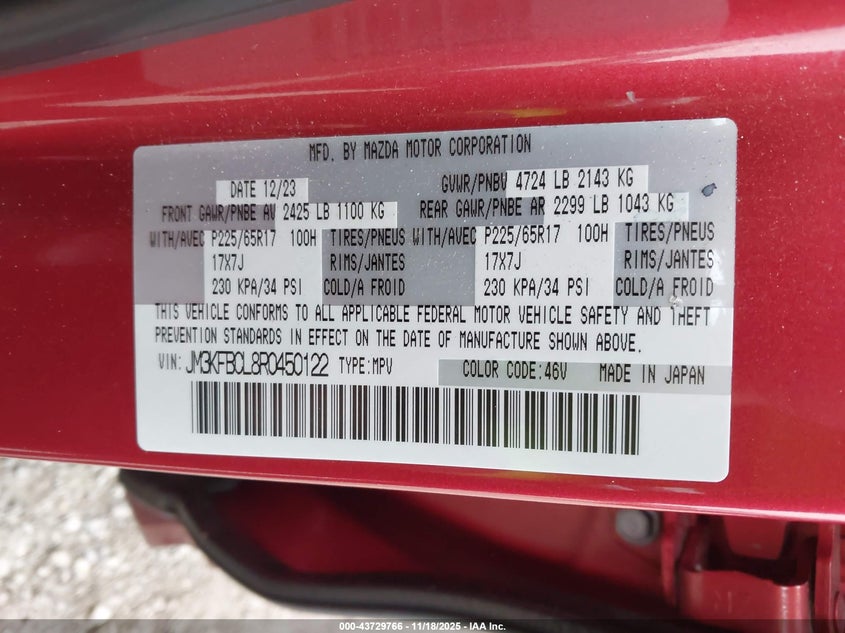 MFD. BY MAZDA MOTOR CORPORATION
DATE 12/23 GVWR/PNBV 4724 LB 2143 KG
FRONT GAWR/PNBE AV 2425 LB 1100 KG REAR GAWR/PNBE AR 2299 LB 1043 KG
WITH/AVEC P225/65R17 100H TIRES/PNEUS WITH/AVEC P225/65R17 100H TIRES/PNEUS
17X7J RIMS/JANTES 17X7J RIMS/JANTES
230 KPA/34 PSI COLD/A FROID 230 KPA/34 PSI COLD/A FROID
THIS VEHICLE CONFORMS TO ALL APPLICABLE FEDERAL MOTOR VEHICLE SAFETY AND THEFT
PREVENTION STANDARDS IN EFFECT ON THE DATE OF MANUFACTURE SHOWN ABOVE.
VIN: JM3KFBCL8R0450122 TYPE:MPV COLOR CODE:46V MADE IN JAPAN
000-43729766 - 11/18/2025 - IAA Inc.